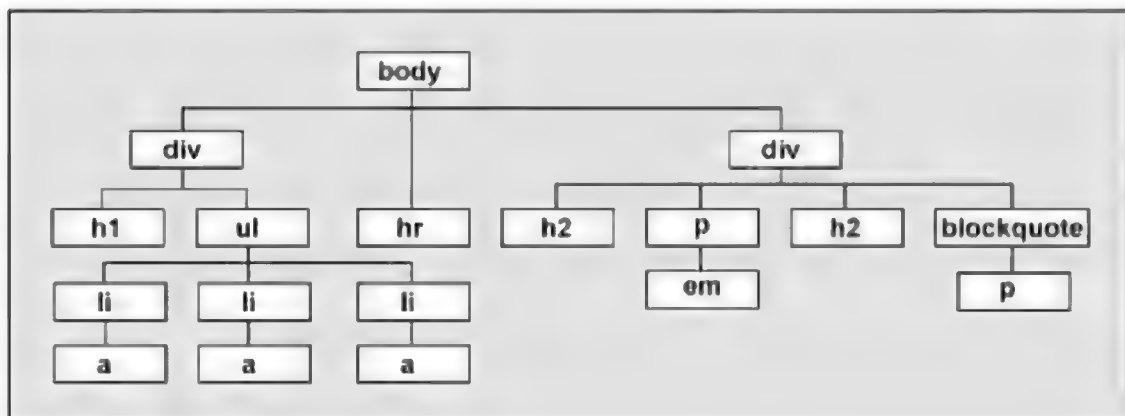 body
div div
h1 ul hr h2 p h2 blockquote
li li li em p
a a a